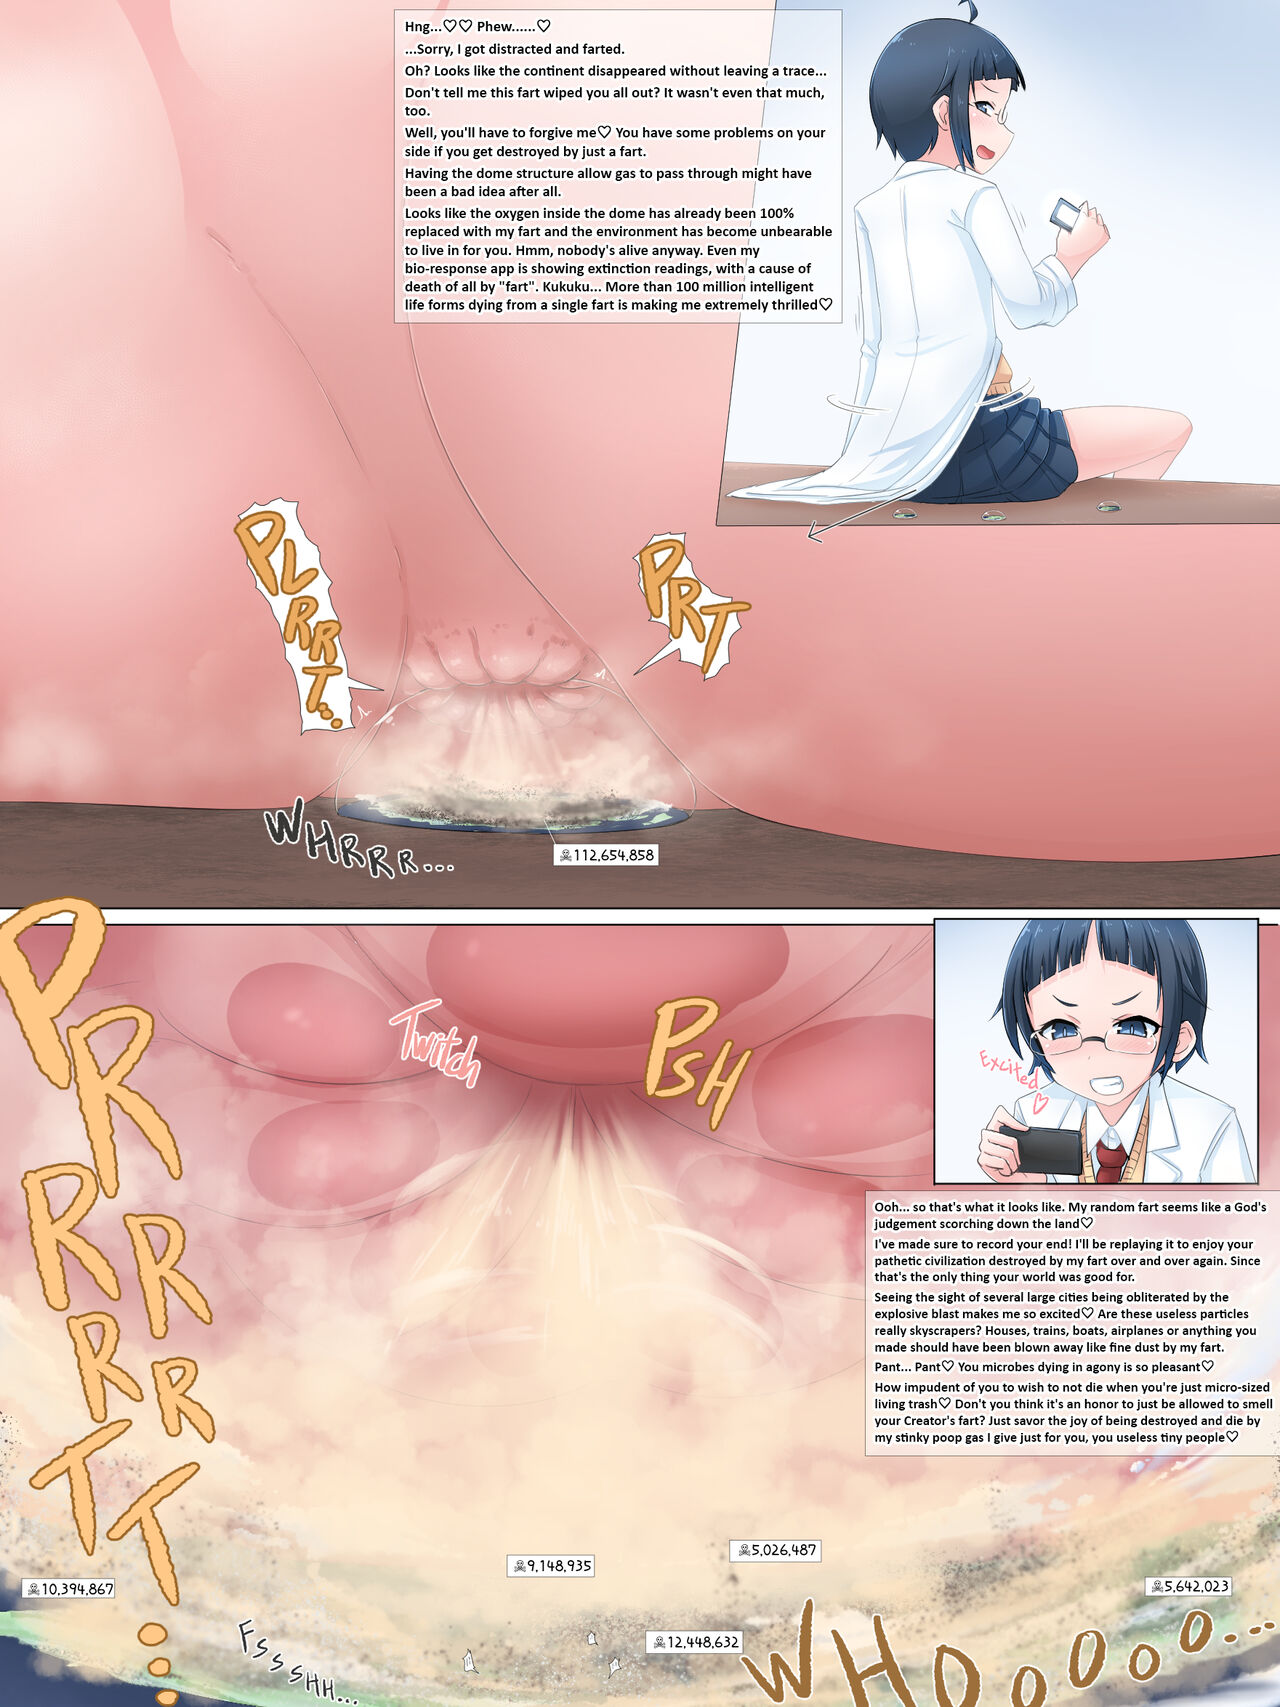 Hng...♡♡ Phew......♡
...Sorry, I got distracted and farted.
Oh? Looks like the continent disappeared without leaving a trace...
Don't tell me this fart wiped you all out? It wasn't even that much,
too.
Well, you'll have to forgive me♡ You have some problems on your
side if you get destroyed by just a fart.
Having the dome structure allow gas to pass through might have
been a bad idea after all.
Looks like the oxygen inside the dome has already been 100%
replaced with my fart and the environment has become unbearable
to live in for you. Hmm, nobody's alive anyway. Even my
bio-response app is showing extinction readings, with a cause of
death of all by "fart". Kukuku... More than 100 million intelligent
life forms dying from a single fart is making me extremely thrilled♡
PLRRT...
PRT
WHRRR...
☠112,654,858
PRRRRT
PRRRT...
Twitch
PSH
Excited
♡
Ooh... so that's what it looks like. My random fart seems like a God's
judgement scorching down the land♡
I've made sure to record your end! I'll be replaying it to enjoy your
pathetic civilization destroyed by my fart over and over again. Since
that's the only thing your world was good for.
Seeing the sight of several large cities being obliterated by the
explosive blast makes me so excited♡ Are these useless particles
really skyscrapers? Houses, trains, boats, airplanes or anything you
made should have been blown away like fine dust by my fart.
Pant... Pant♡ You microbes dying in agony is so pleasant♡
How impudent of you to wish to not die when you're just micro-sized
living trash♡ Don't you think it's an honor to just be allowed to smell
your Creator's fart? Just savor the joy of being destroyed and die by
my stinky poop gas I give just for you, you useless tiny people♡
☠5,026,487
☠9,148,935
☠10,394,867
☠5,642,023
☠12,448,632
FSSSHH...
WHOOOOO...